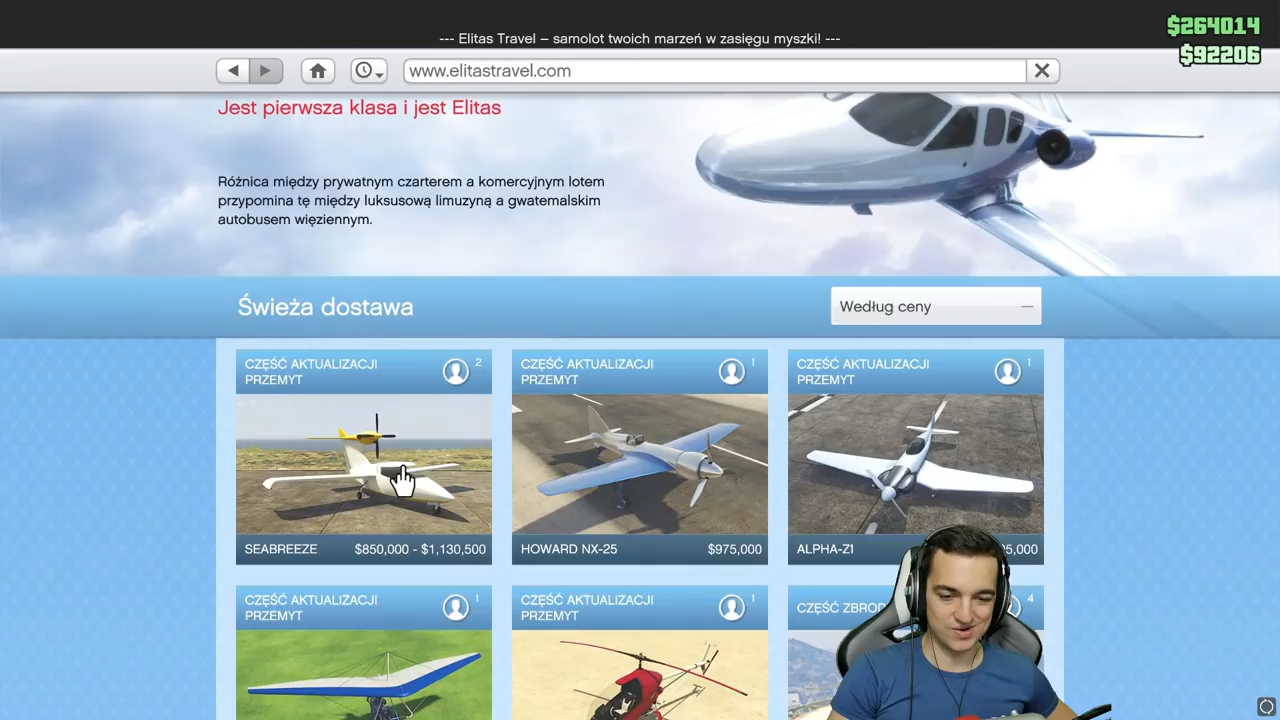 --- Elitas Travel – samolot twoich marzeń w zasięgu myszki! ---
$264014
$92206
www.elitastravel.com
Jest pierwsza klasa i jest Elitas
Różnica między prywatnym czarterem a komercyjnym lotem
przypomina tę między luksusową limuzyną a gwatemalskim
autobusem więziennym.
Świeża dostawa
Według ceny
CZĘŚĆ AKTUALIZACJI
PRZEMYT
2
CZĘŚĆ AKTUALIZACJI
PRZEMYT
1
CZĘŚĆ AKTUALIZACJI
PRZEMYT
1
SEABREEZE $850,000 - $1,130,500
HOWARD NX-25 $975,000
ALPHA-Z1
CZĘŚĆ AKTUALIZACJI
PRZEMYT
1
CZĘŚĆ AKTUALIZACJI
PRZEMYT
1
CZĘŚĆ
4